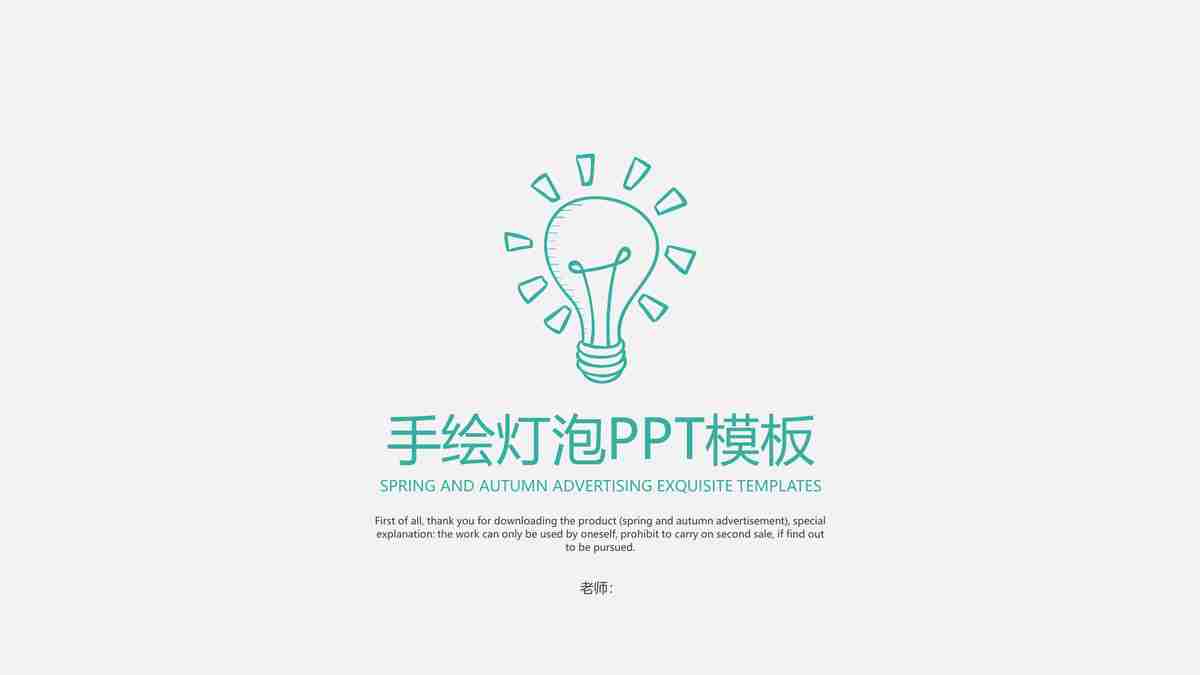 手绘灯泡PPT模板
SPRING AND AUTUMN ADVERTISING EXQUISITE TEMPLATES
First of all, thank you for downloading the product (spring and autumn advertisement), special
explanation: the work can only be used by oneself, prohibit to carry on second sale, if find out
to be pursued.
老师：